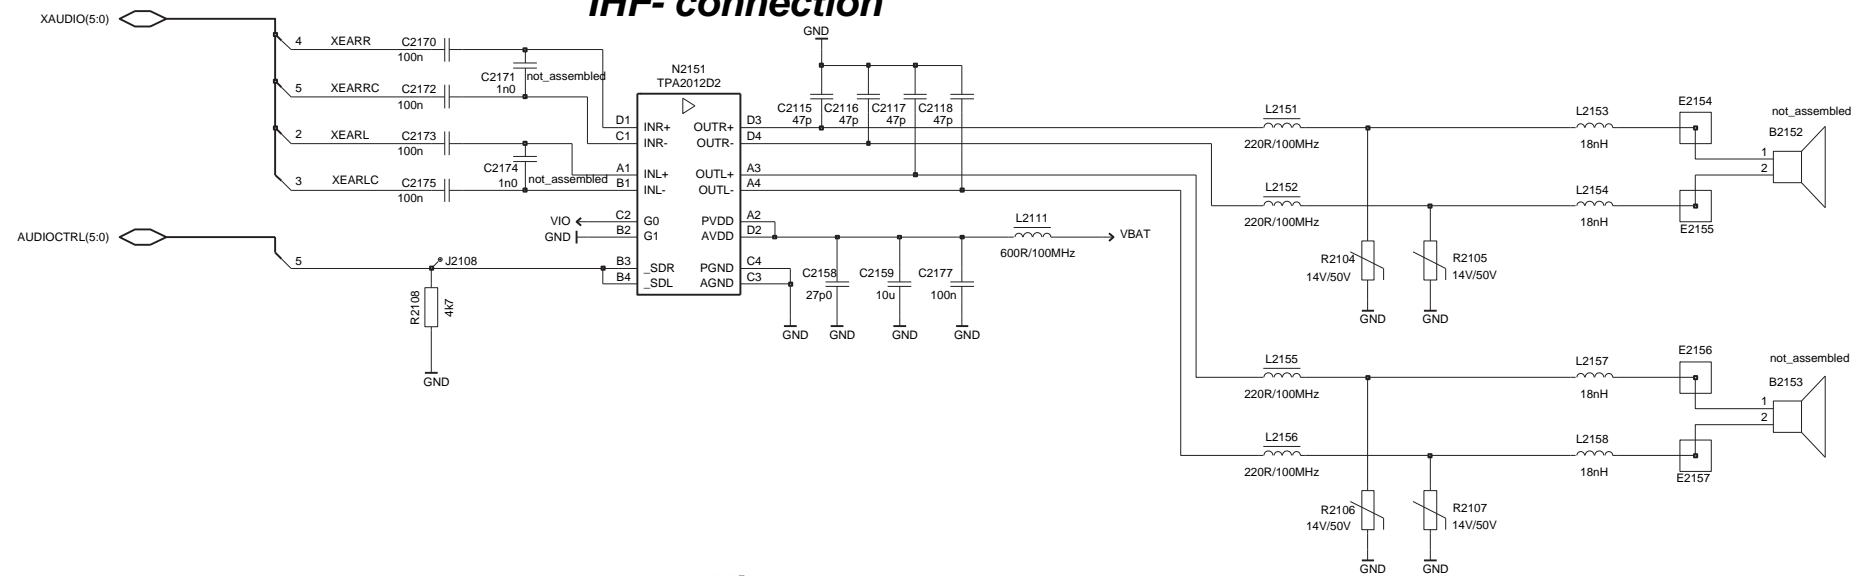 IHF- connection
XAUDIO(5:0)
4 XEARR C2170
100n
C2171 not_assembled
1n0
5 XEARRC C2172
100n
2 XEARL C2173
100n
C2174 not_assembled
1n0
3 XEARLC C2175
100n
AUDIOCTRL(5:0)
5
J2108
R2108
4k7
GND
VIO
GND
N2151
TPA2012D2
D1 INR+ OUTR+ D3
C1 INR- OUTR- D4
A1 INL+ OUTL+ A3
B1 INL- OUTL- A4
C2 G0 PVDD A2
B2 G1 AVDD D2
B3 _SDR PGND C4
B4 _SDL AGND C3
GND
C2115 C2116 C2117 C2118
47p 47p 47p 47p
L2111
600R/100MHz
VBAT
C2158 C2159 C2177
27p0 10u 100n
GND GND GND GND
L2151
220R/100MHz
L2152
220R/100MHz
L2153
18nH
L2154
18nH
E2154
E2155
not_assembled
B2152
1
2
R2104
14V/50V
R2105
14V/50V
GND GND
L2155
220R/100MHz
L2156
220R/100MHz
L2157
18nH
L2158
18nH
E2156
E2157
not_assembled
B2153
1
2
R2106
14V/50V
R2107
14V/50V
GND GND